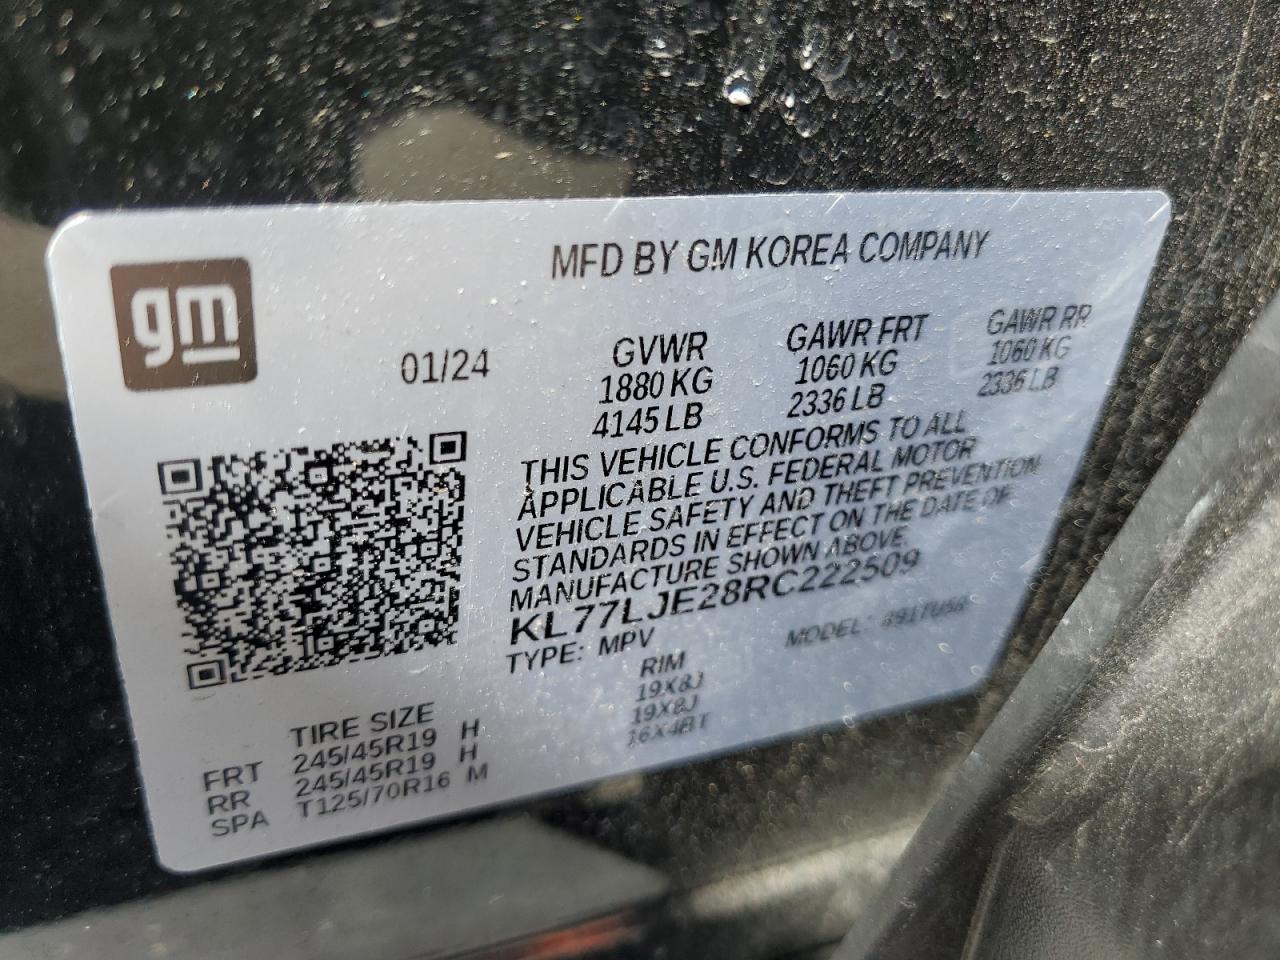 gm
MFD BY GM KOREA COMPANY
01/24
GVWR GAWR FRT GAWR RR
1880 KG 1060 KG 1060 KG
4145 LB 2336 LB 2336 LB
THIS VEHICLE CONFORMS TO ALL
APPLICABLE U.S. FEDERAL MOTOR
VEHICLE SAFETY AND THEFT PREVENTION
STANDARDS IN EFFECT ON THE DATE OF
MANUFACTURE SHOWN ABOVE.
KL77LJE28RC222509
TYPE: MPV MODEL:
TIRE SIZE RIM
FRT 245/45R19 H 19X8J
RR 245/45R19 H 19X8J
SPA T125/70R16 M 16X4BT